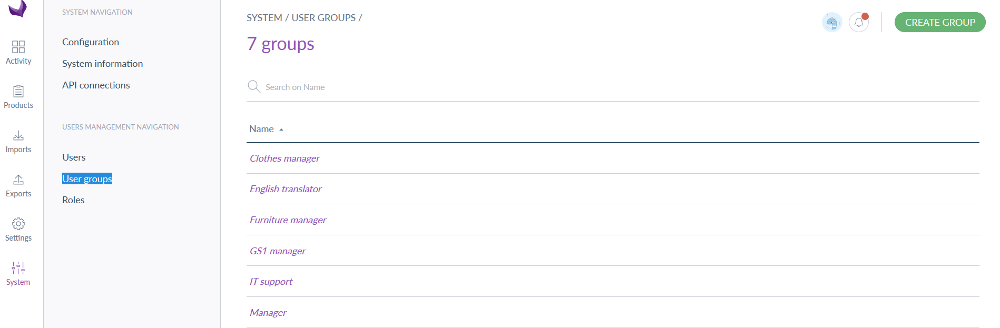 Activity
Products
Imports
Exports
Settings
System
SYSTEM NAVIGATION
Configuration
System information
API connections
USERS MANAGEMENT NAVIGATION
Users
User groups
Roles
SYSTEM / USER GROUPS /
7 groups
CREATE GROUP
Search on Name
Name
Clothes manager
English translator
Furniture manager
GS1 manager
IT support
Manager